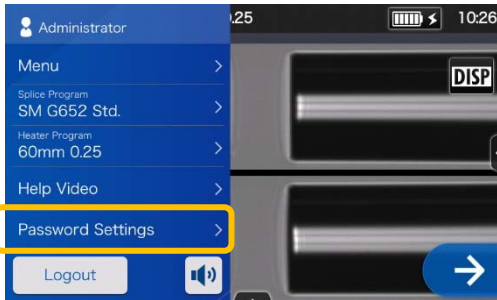 Administrator
.25
10:26
Menu
DISP
Splice Program
SM G652 Std.
Heater Program
60mm 0.25
Help Video
Password Settings
Logout